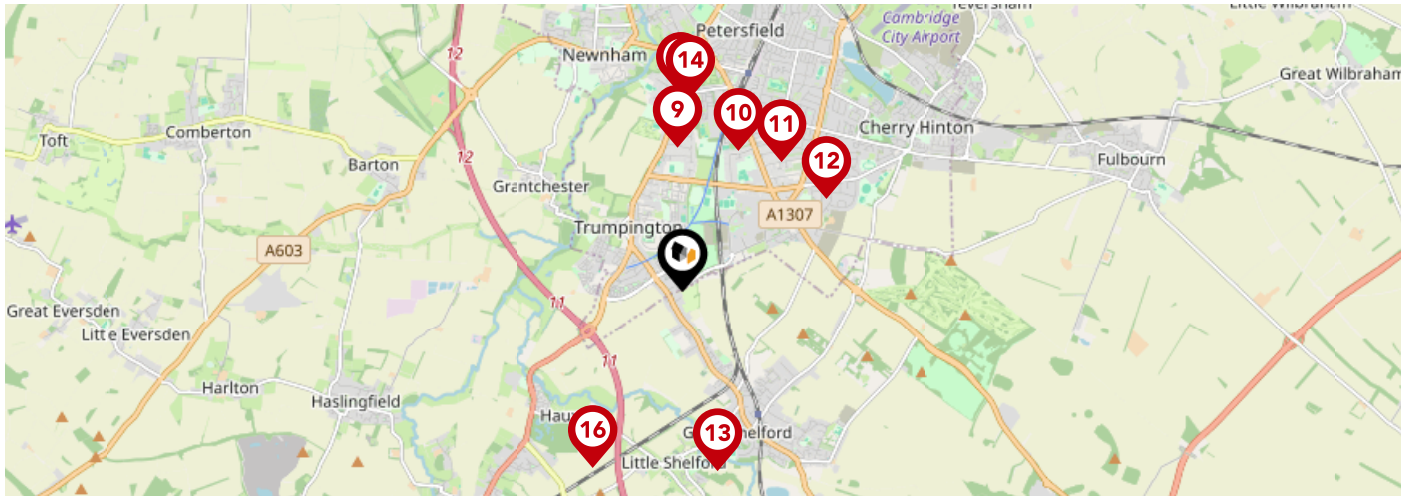 Teversham
Little Wilbraham
Cambridge
City Airport
Petersfield
12
Newnham
14
Great Wilbraham
9
10
11
Cherry Hinton
Comberton
Toft
12
Barton
12
Fulbourn
Grantchester
A1307
Trumpington
A603
11
Great Eversden
Little Eversden
11
Harlton
Haslingfield
Haux
16
13
G
helford
Little Shelford